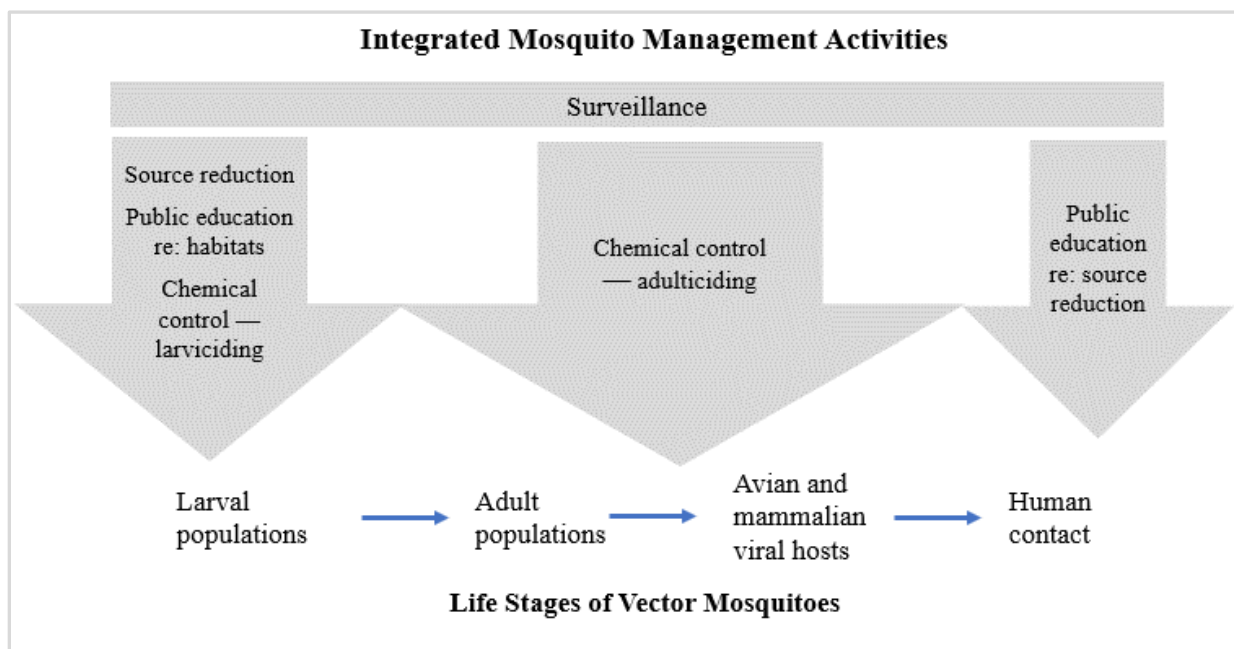 Integrated Mosquito Management Activities
Surveillance
Source reduction
Public education
re: habitats
Chemical
control —
larviciding
Chemical control
— adulticiding
Public
education
re: source
reduction
Larval
populations
Adult
populations
Avian and
mammalian
viral hosts
Human
contact
Life Stages of Vector Mosquitoes